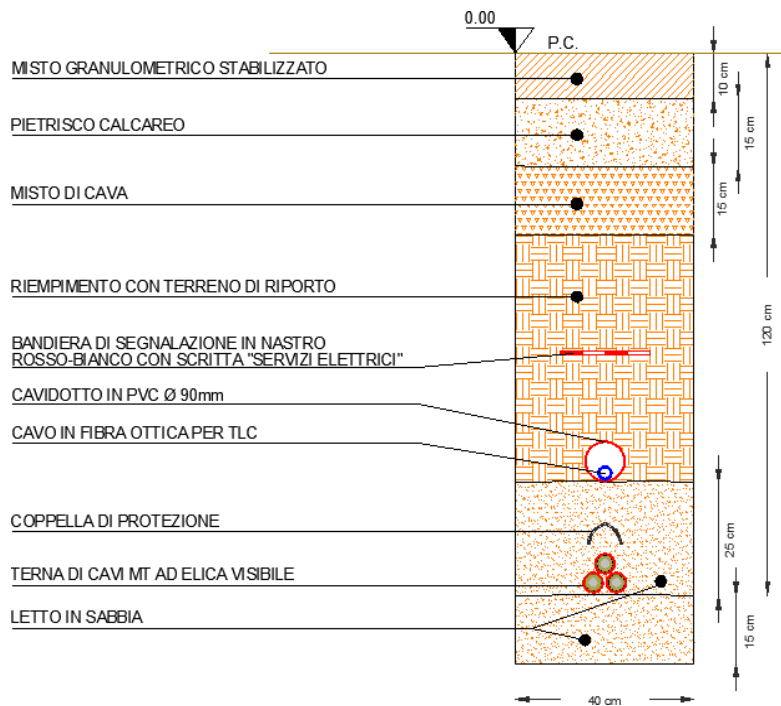 0.00
P.C.
MISTO GRANULOMETRICO STABILIZZATO
10 cm
PIETRISCO CALCAREO
15 cm
MISTO DI CAVA
15 cm
RIEMPIMENTO CON TERRENO DI RIPORTO
120 cm
BANDIERA DI SEGNALAZIONE IN NASTRO
ROSSO-BIANCO CON SCRITTA "SERVIZI ELETTRICI"
CAVIDOTTO IN PVC Ø 90mm
CAVO IN FIBRA OTTICA PER TLC
COPPELLA DI PROTEZIONE
25 cm
TERNA DI CAVI MT AD ELICA VISIBILE
LETTO IN SABBIA
15 cm
40 cm